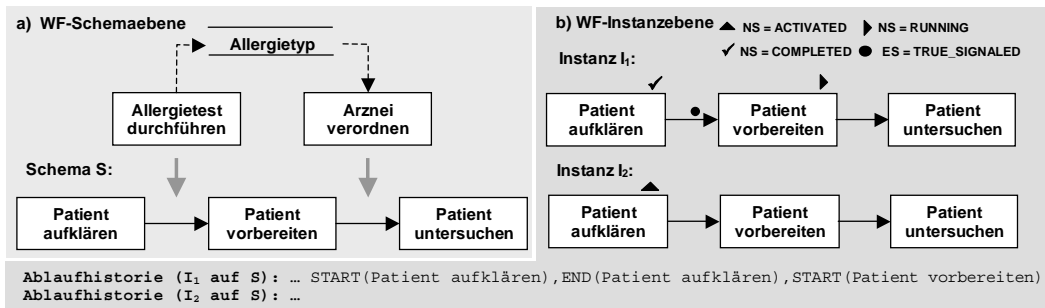 a) WF-Schemaebene
Allergietyp
Allergietest
durchführen
Arznei
verordnen
Schema S:
Patient
aufklären
Patient
vorbereiten
Patient
untersuchen
b) WF-Instanzebene
NS = ACTIVATED
NS = RUNNING
NS = COMPLETED
ES = TRUE_SIGNALED
Instanz I₁:
Patient
aufklären
Patient
vorbereiten
Patient
untersuchen
Instanz I₂:
Patient
aufklären
Patient
vorbereiten
Patient
untersuchen
Ablaufhistorie (I₁ auf S): … START(Patient aufklären),END(Patient aufklären),START(Patient vorbereiten)
Ablaufhistorie (I₂ auf S): …